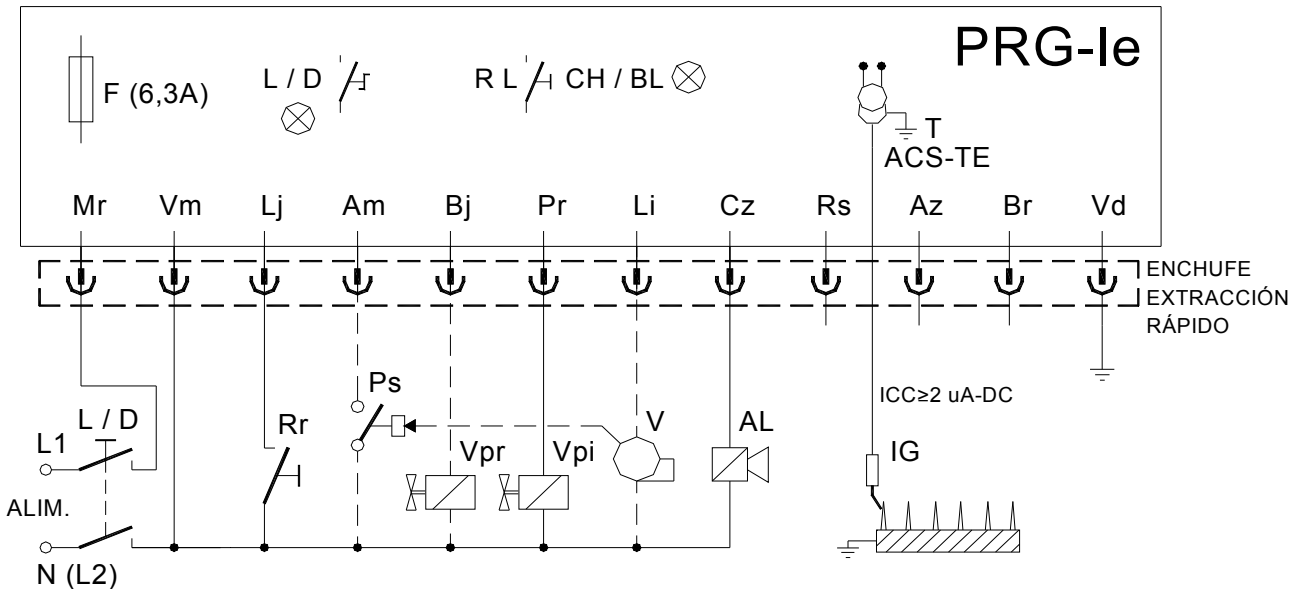 PRG-Ie
F (6,3A)
L / D
R L
CH / BL
T
ACS-TE
Mr
Vm
Lj
Am
Bj
Pr
Li
Cz
Rs
Az
Br
Vd
ENCHUFE
EXTRACCIÓN
RÁPIDO
ICC≥2 uA-DC
L / D
L1
Rr
Ps
Vpr
Vpi
V
AL
IG
ALIM.
N (L2)